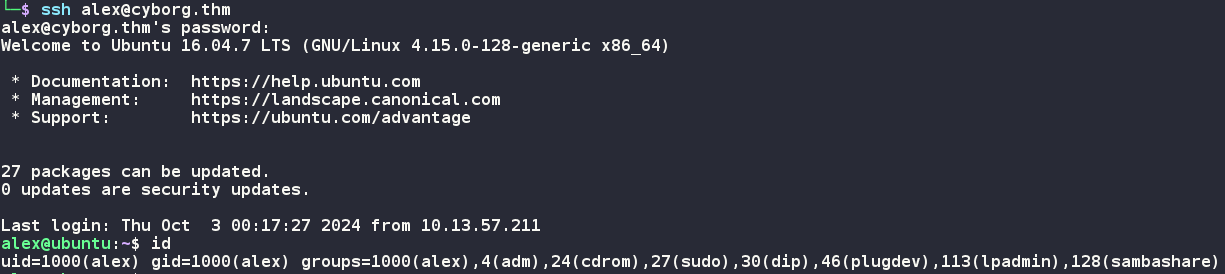 └─$ ssh alex@cyborg.thm
alex@cyborg.thm's password:
Welcome to Ubuntu 16.04.7 LTS (GNU/Linux 4.15.0-128-generic x86_64)
* Documentation:  https://help.ubuntu.com
* Management:     https://landscape.canonical.com
* Support:        https://ubuntu.com/advantage
27 packages can be updated.
0 updates are security updates.
Last login: Thu Oct  3 00:17:27 2024 from 10.13.57.211
alex@ubuntu:~$ id
uid=1000(alex) gid=1000(alex) groups=1000(alex),4(adm),24(cdrom),27(sudo),30(dip),46(plugdev),113(lpadmin),128(sambashare)